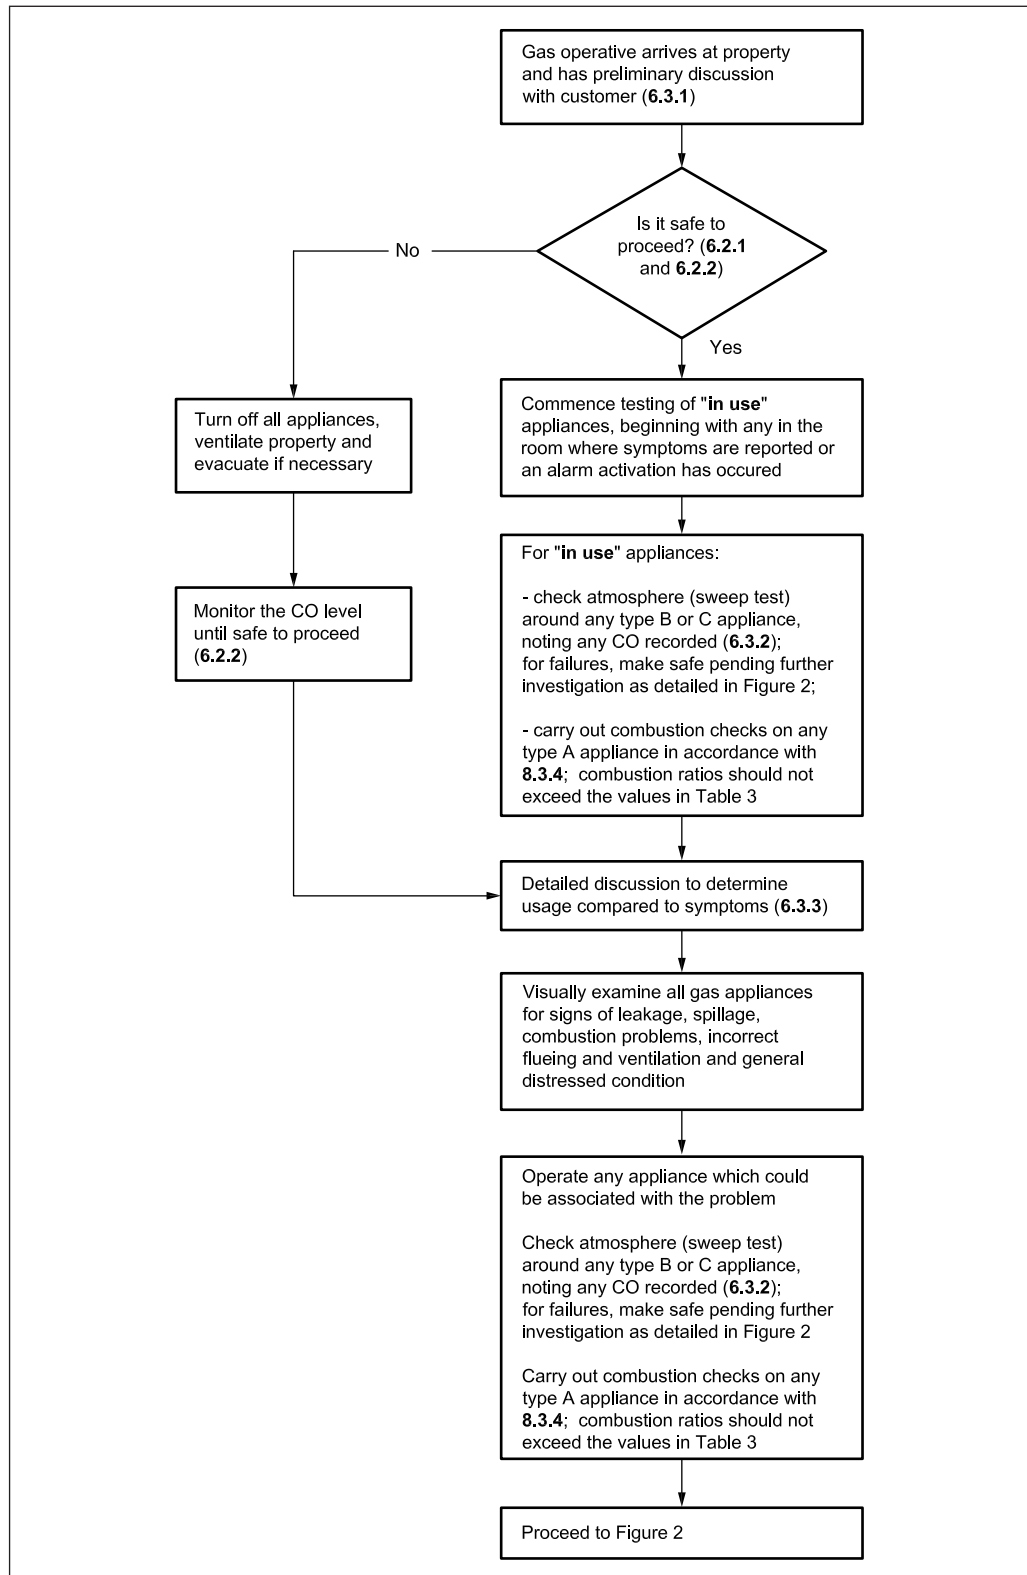 Gas operative arrives at property
and has preliminary discussion
with customer (6.3.1)
Is it safe to
proceed? (6.2.1
and 6.2.2)
No
Yes
Turn off all appliances,
ventilate property and
evacuate if necessary
Monitor the CO level
until safe to proceed
(6.2.2)
Commence testing of "in use"
appliances, beginning with any in the
room where symptoms are reported or
an alarm activation has occured
For "in use" appliances:
- check atmosphere (sweep test)
around any type B or C appliance,
noting any CO recorded (6.3.2);
for failures, make safe pending further
investigation as detailed in Figure 2;
- carry out combustion checks on any
type A appliance in accordance with
8.3.4; combustion ratios should not
exceed the values in Table 3
Detailed discussion to determine
usage compared to symptoms (6.3.3)
Visually examine all gas appliances
for signs of leakage, spillage,
combustion problems, incorrect
flueing and ventilation and general
distressed condition
Operate any appliance which could
be associated with the problem
Check atmosphere (sweep test)
around any type B or C appliance,
noting any CO recorded (6.3.2);
for failures, make safe pending further
investigation as detailed in Figure 2
Carry out combustion checks on any
type A appliance in accordance with
8.3.4; combustion ratios should not
exceed the values in Table 3
Proceed to Figure 2